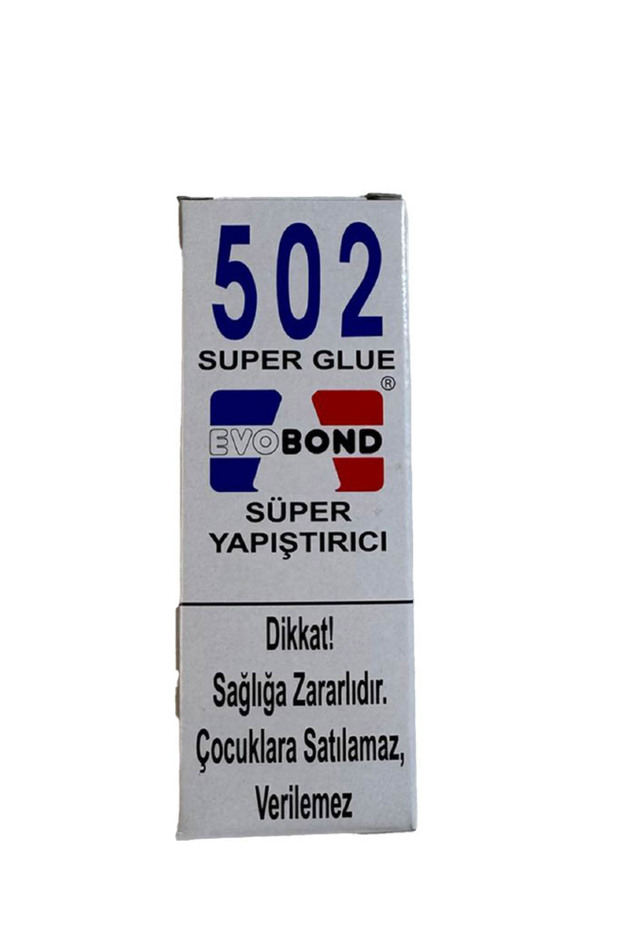 502
SUPER GLUE
®
EVOBOND
SÜPER
YAPIŞTIRICI
Dikkat!
Sağlığa Zararlıdır.
Çocuklara Satılamaz,
Verilemez